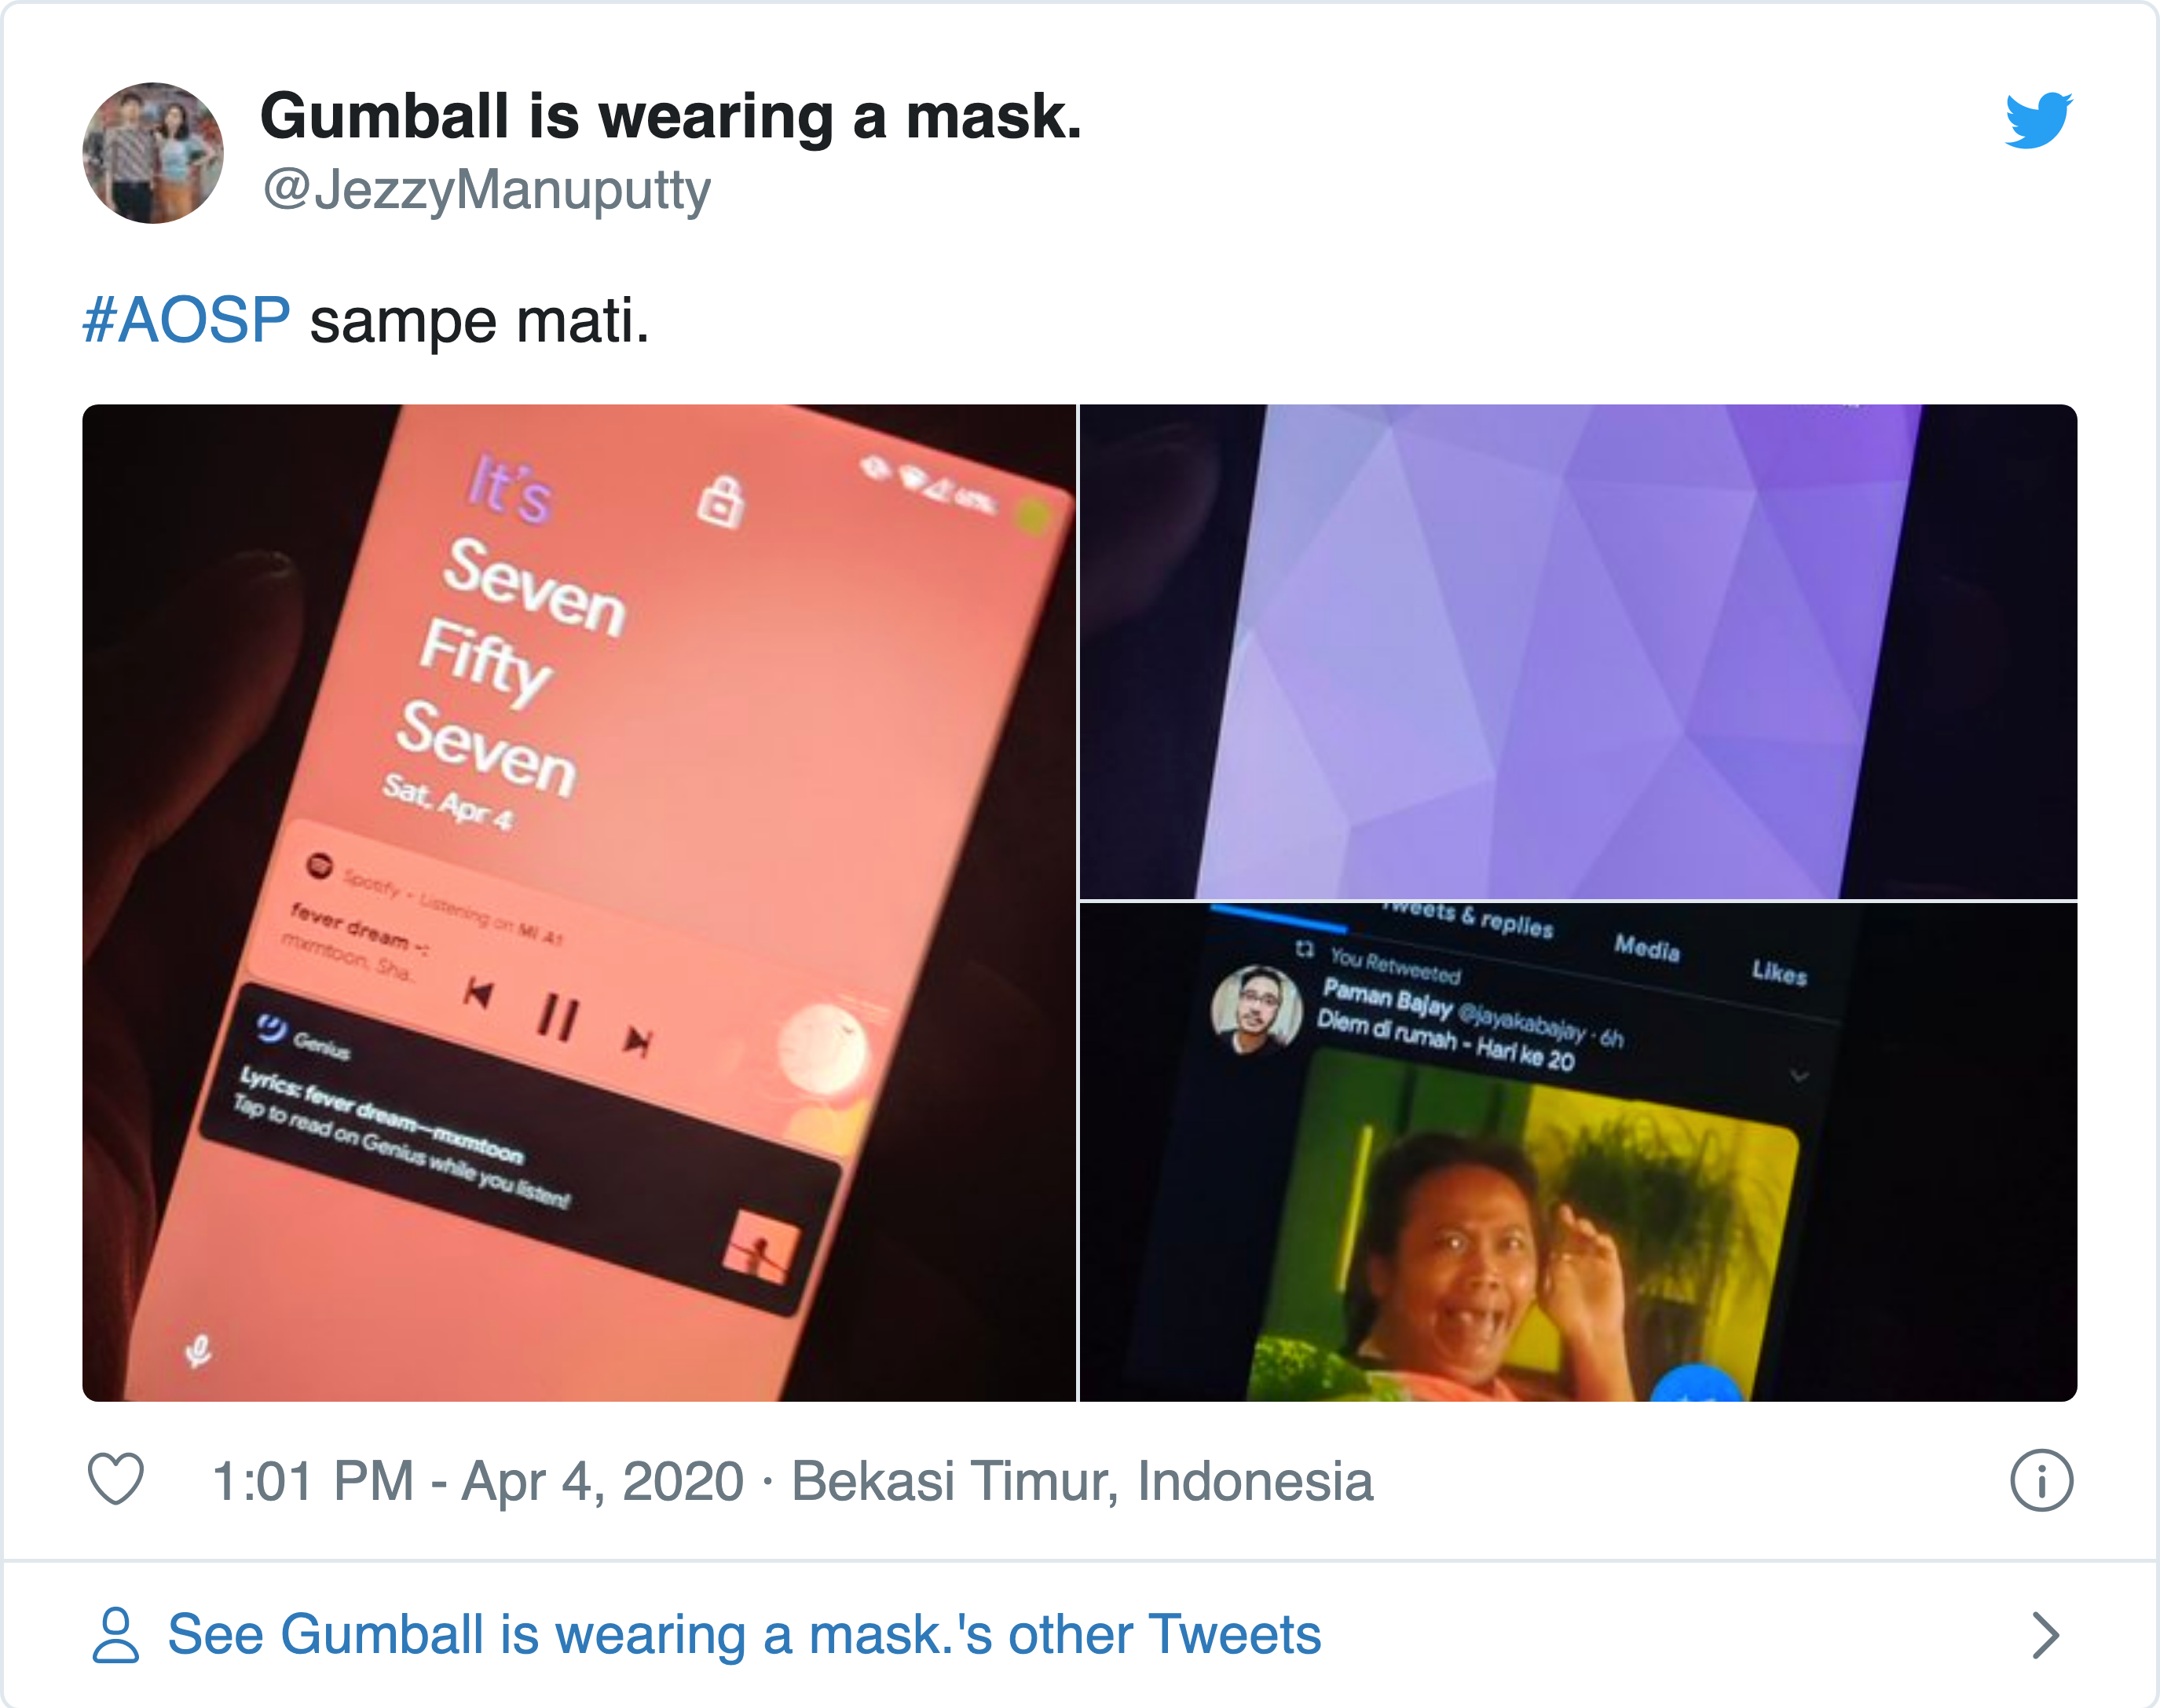 Gumball is wearing a mask.
@JezzyManuputty
#AOSP sampe mati.
It's
Seven
Fifty
Seven
Sat, Apr 4
Spotify • Listening on MI A1
fever dream
mxmtoon, Sha..
Genius
Lyrics: fever dream—mxmtoon
Tap to read on Genius while you listen!
Tweets & replies
Media
Likes
You Retweeted
Paman Bajay @jayakabajay · 6h
Diem di rumah - Hari ke 20
1:01 PM - Apr 4, 2020 · Bekasi Timur, Indonesia
See Gumball is wearing a mask.'s other Tweets